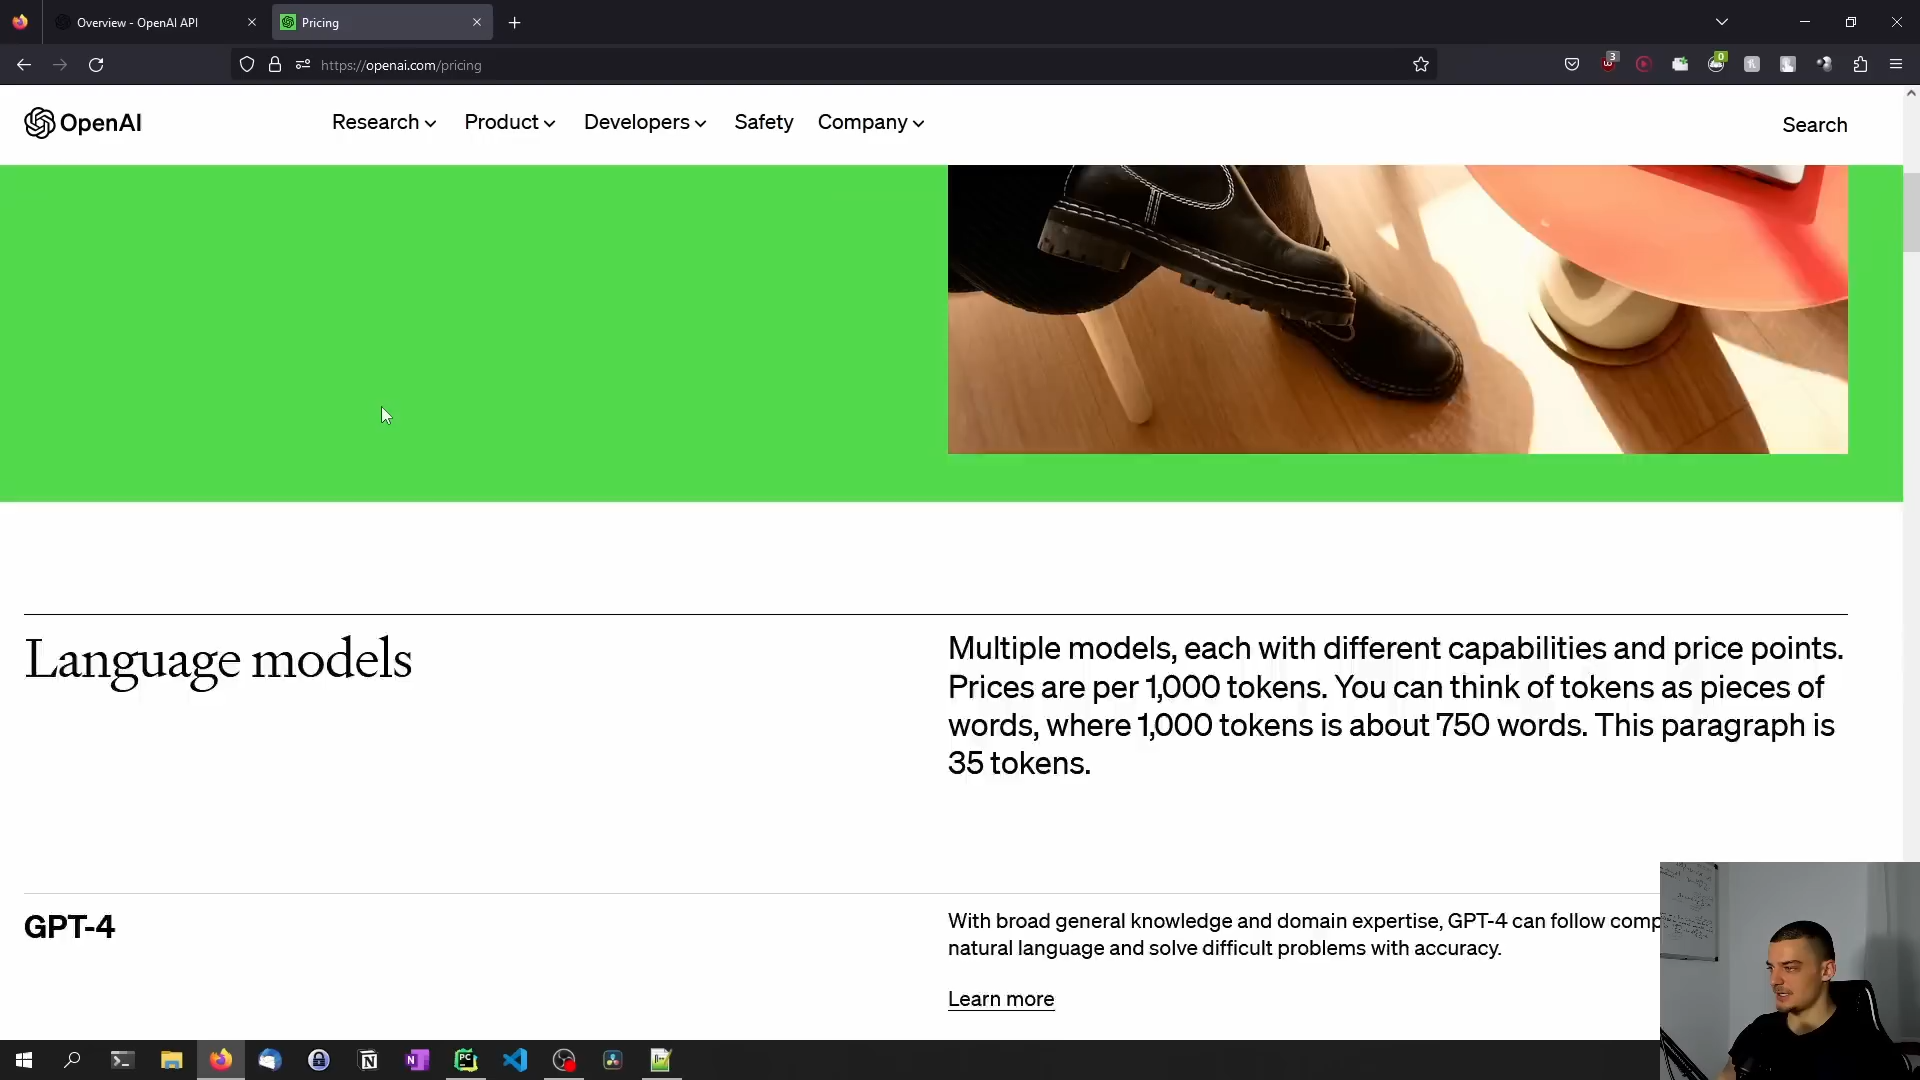 Overview - OpenAI API
Pricing
https://openai.com/pricing
3
0
OpenAI
Research
Product
Developers
Safety
Company
Search
Language models
Multiple models, each with different capabilities and price points.
Prices are per 1,000 tokens. You can think of tokens as pieces of
words, where 1,000 tokens is about 750 words. This paragraph is
35 tokens.
GPT-4
With broad general knowledge and domain expertise, GPT-4 can follow comp
natural language and solve difficult problems with accuracy.
Learn more